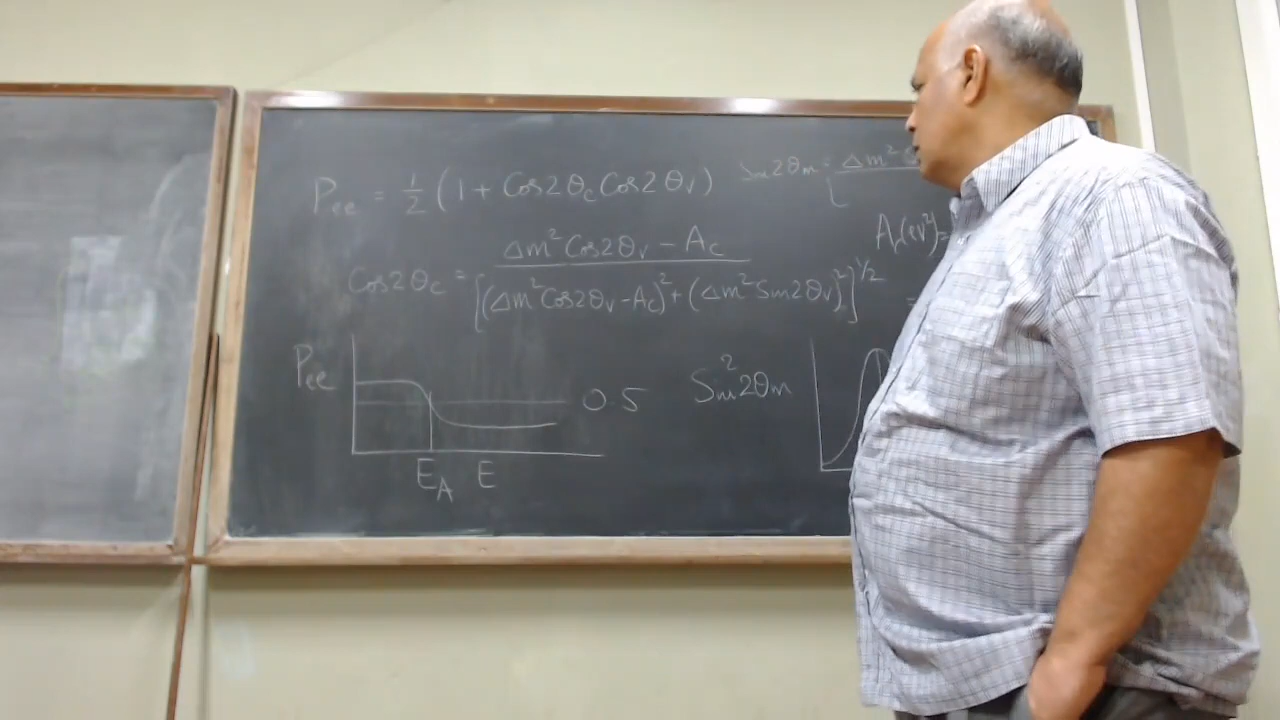 Pee = 1/2 (1 + Cos2θc Cos2θv)
Sin2θm = Δm²
Cos2θc = Δm² Cos2θv - Ac / [(Δm² Cos2θv - Ac)² + (Δm² Sin2θv)²]^1/2
(eV²) =
=
Pee
0.5
EA E
Sin²2θm